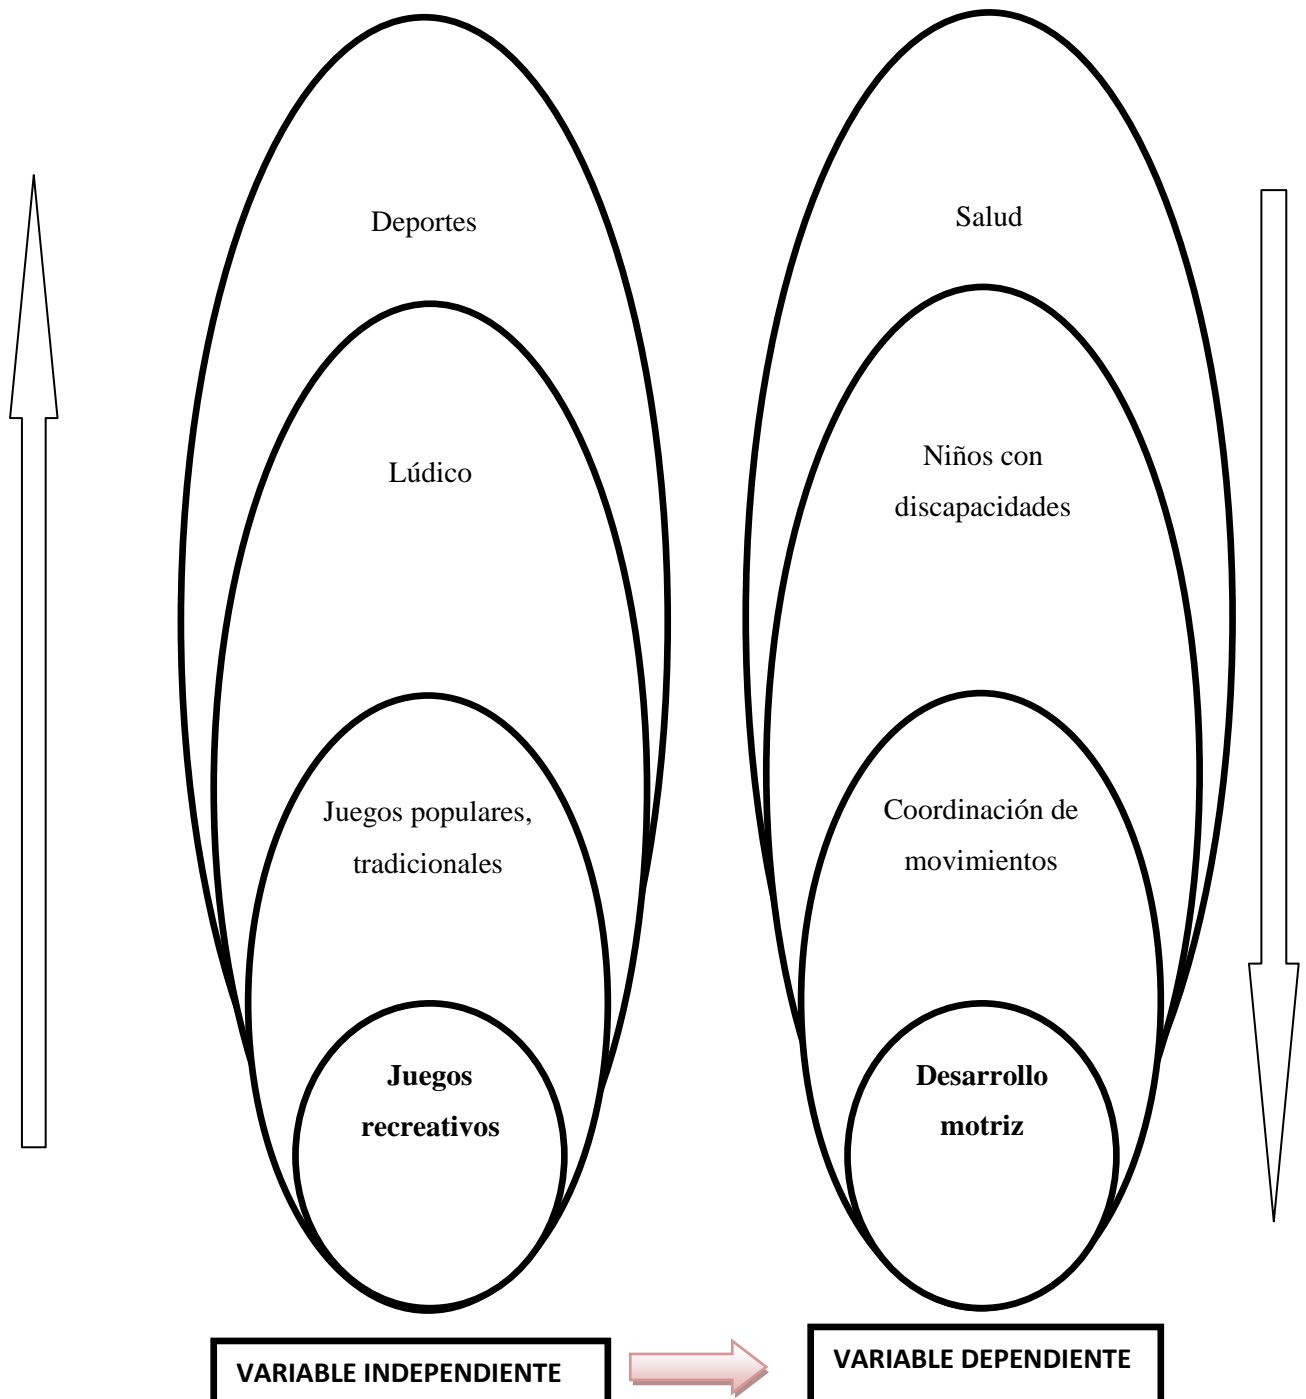 Deportes
Lúdico
Juegos populares,
tradicionales
Juegos
recreativos
VARIABLE INDEPENDIENTE
Salud
Niños con
discapacidades
Coordinación de
movimientos
Desarrollo
motriz
VARIABLE DEPENDIENTE